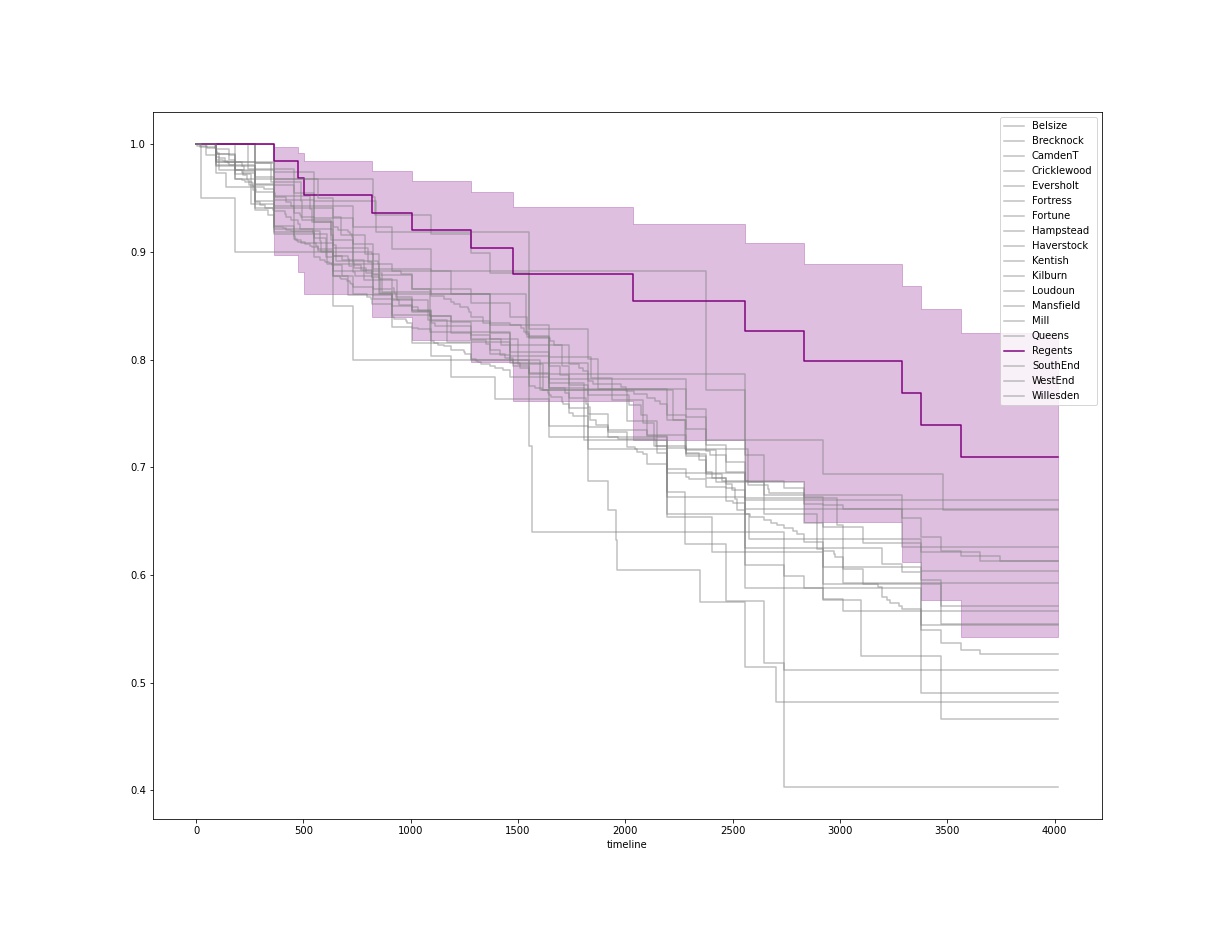 1.0
0.9
0.8
0.7
0.6
0.5
0.4
0
500
1000
1500
2000
2500
3000
3500
4000
timeline
Belsize
Brecknock
CamdenT
Cricklewood
Eversholt
Fortress
Fortune
Hampstead
Haverstock
Kentish
Kilburn
Loudoun
Mansfield
Mill
Queens
Regents
SouthEnd
WestEnd
Willesden